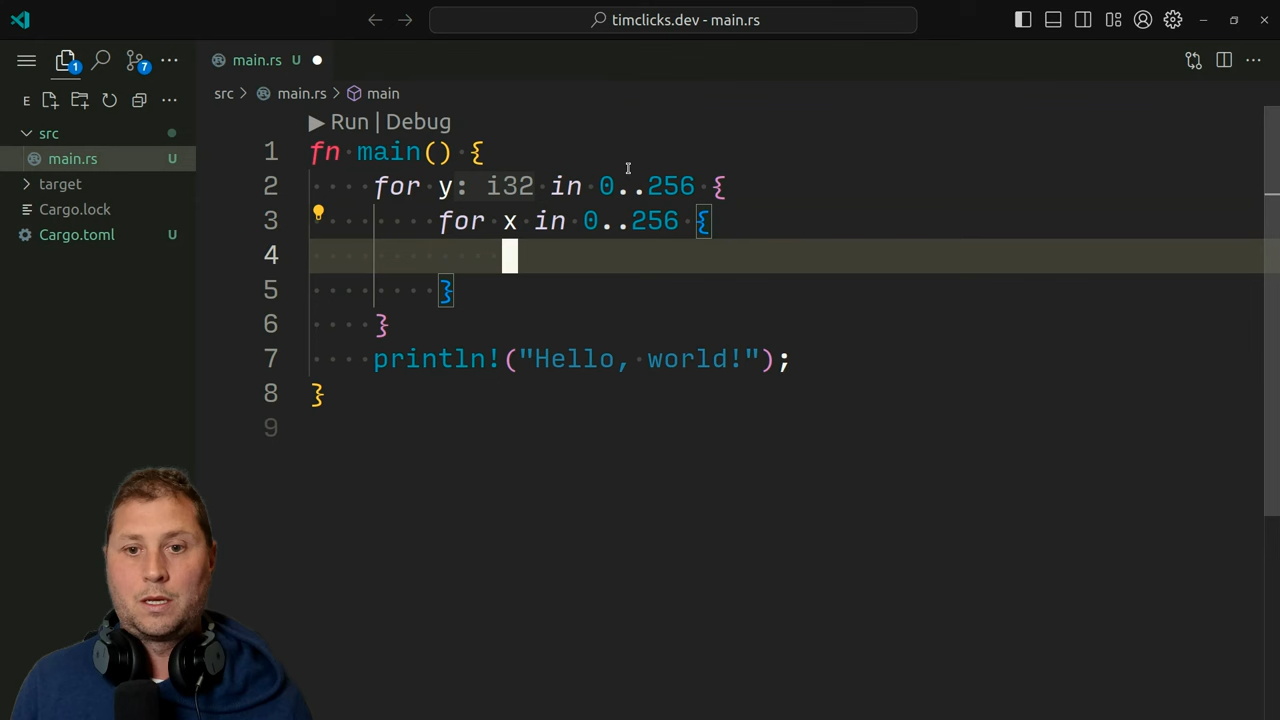 timclicks.dev - main.rs
main.rs U
1
7
src > main.rs > main
E
src
main.rs U
target
Cargo.lock
Cargo.toml U
Run | Debug
1 fn main() {
2 for y: i32 in 0..256 {
3 for x in 0..256 {
4
5 }
6 }
7 println!("Hello, world!");
8 }
9